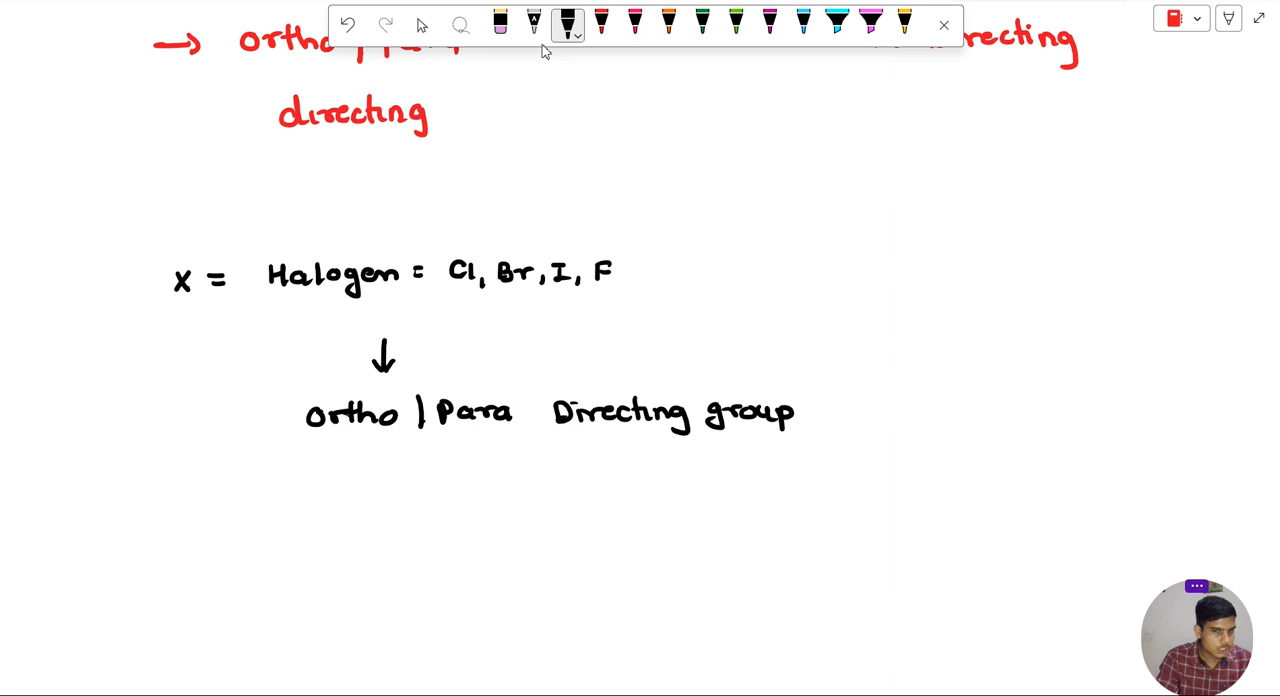 → ortho
recting
directing
X = Halogen = Cl, Br, I, F
↓
ortho | Para Directing group